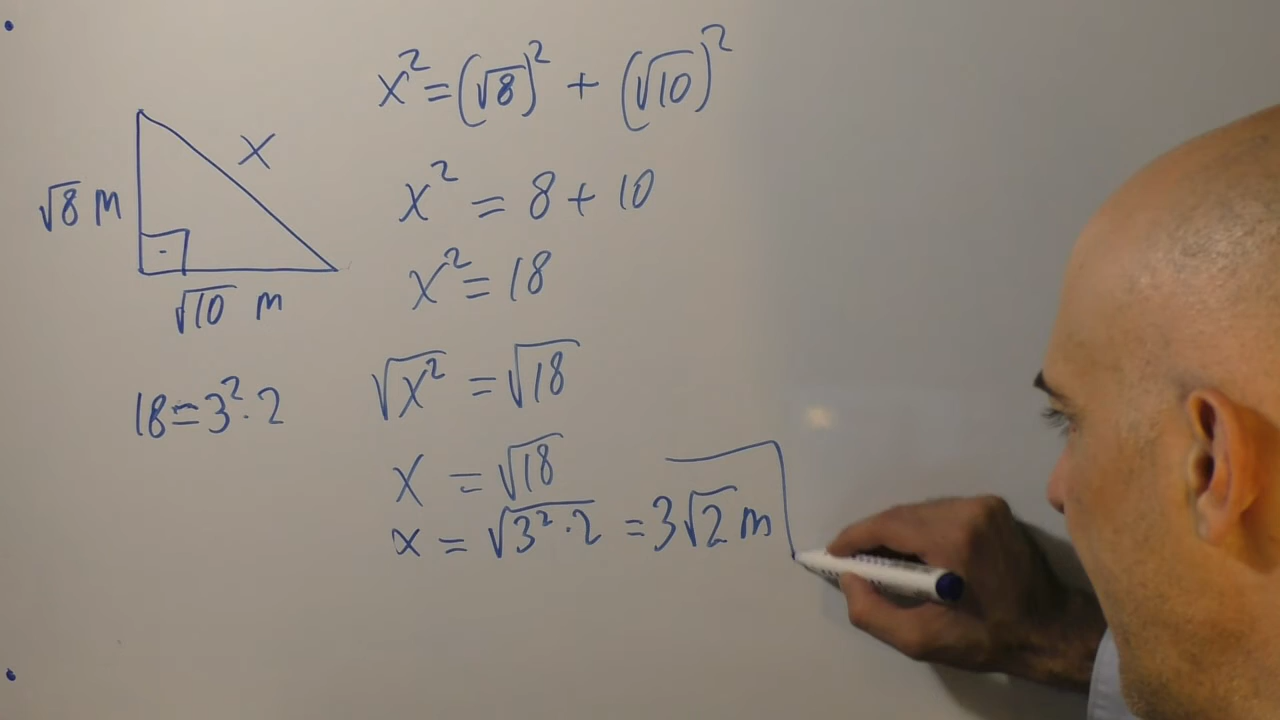 x² = (√8)² + (√10)²
x
√8 m
x² = 8 + 10
x² = 18
√10 m
√x² = √18
18 = 3² · 2
x = √18
x = √3² · 2 = 3√2 m